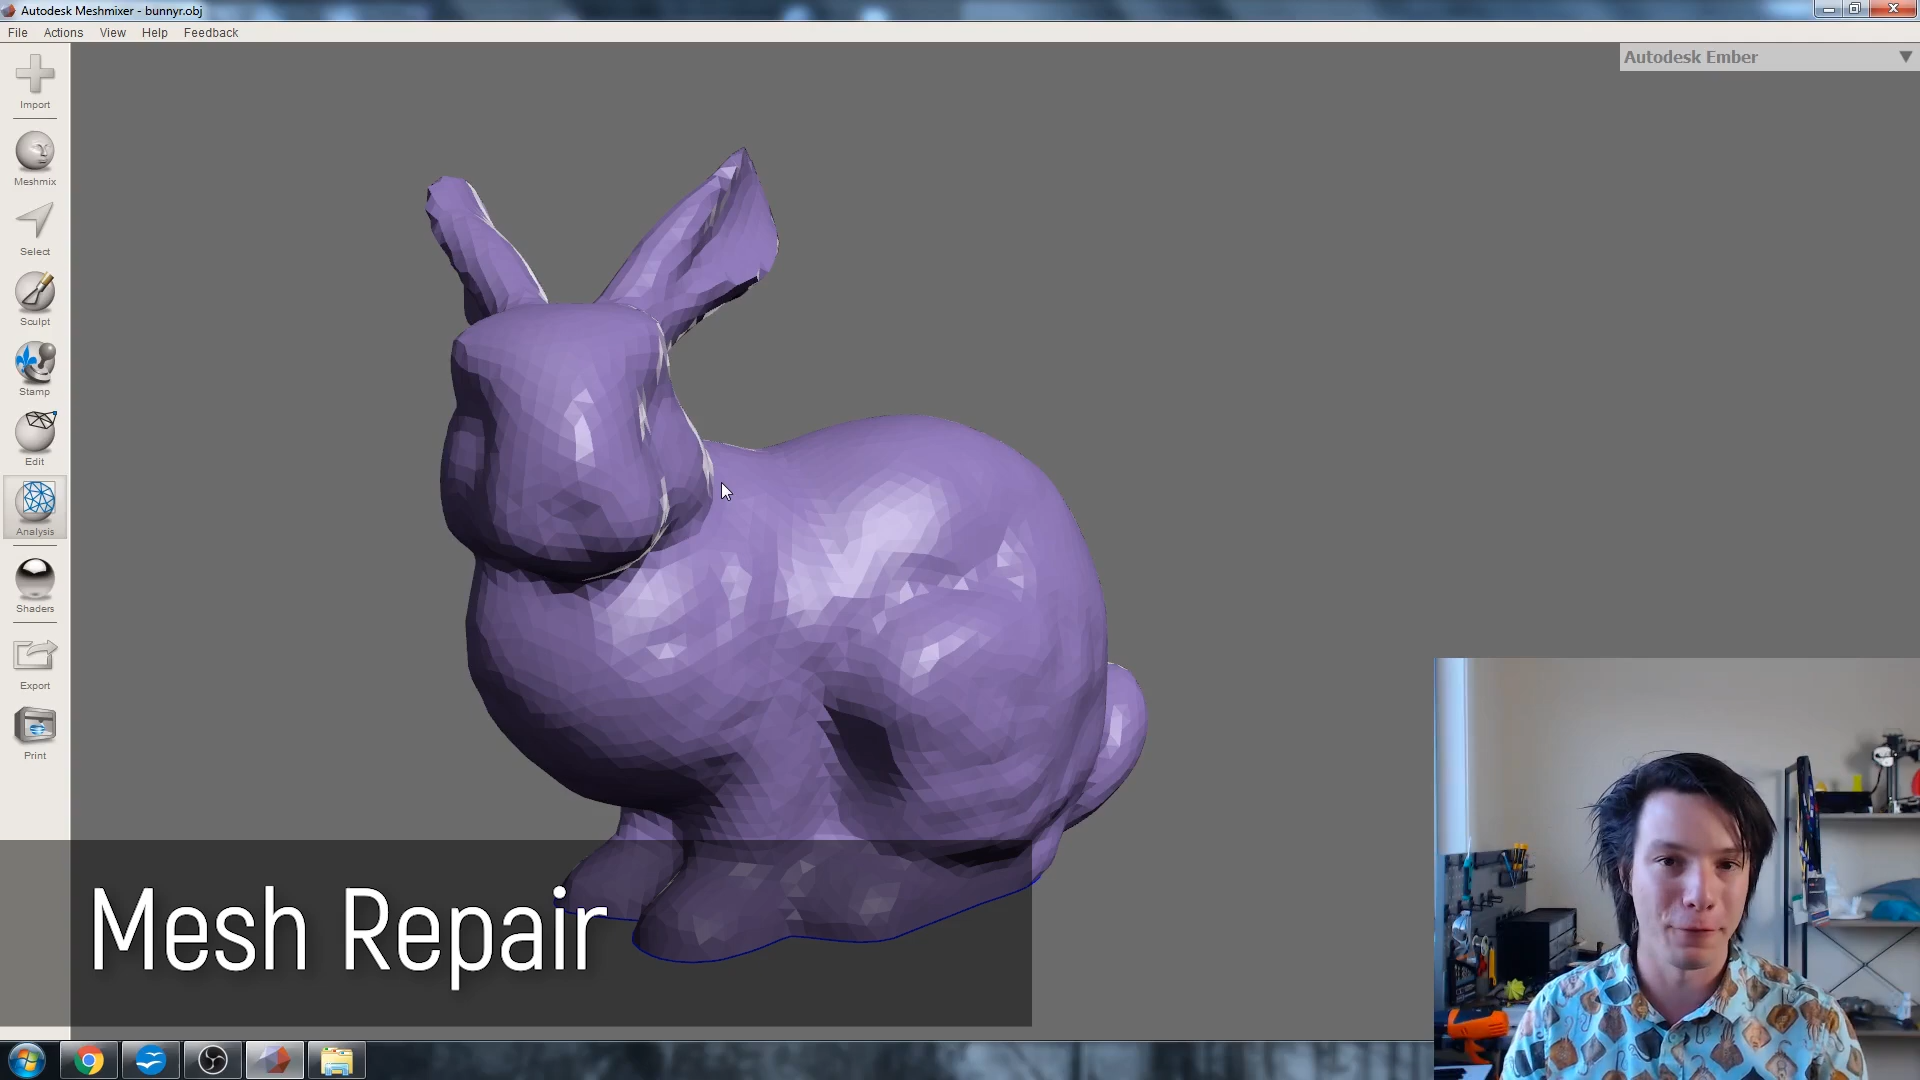 Autodesk Meshmixer - bunnyr.obj
File Actions View Help Feedback
Autodesk Ember
Import
Meshmix
Select
Sculpt
Stamp
Edit
Analysis
Shaders
Export
Print
Mesh Repair